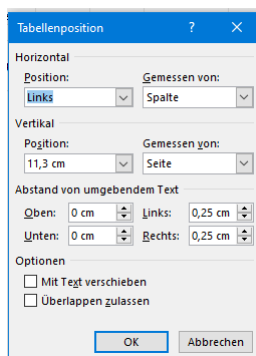 Tabellenposition ? ×
Horizontal
Position: Gemessen von:
Links Spalte
Vertikal
Position: Gemessen von:
11,3 cm Seite
Abstand von umgebendem Text
Oben: 0 cm Links: 0,25 cm
Unten: 0 cm Rechts: 0,25 cm
Optionen
Mit Text verschieben
Überlappen zulassen
OK Abbrechen